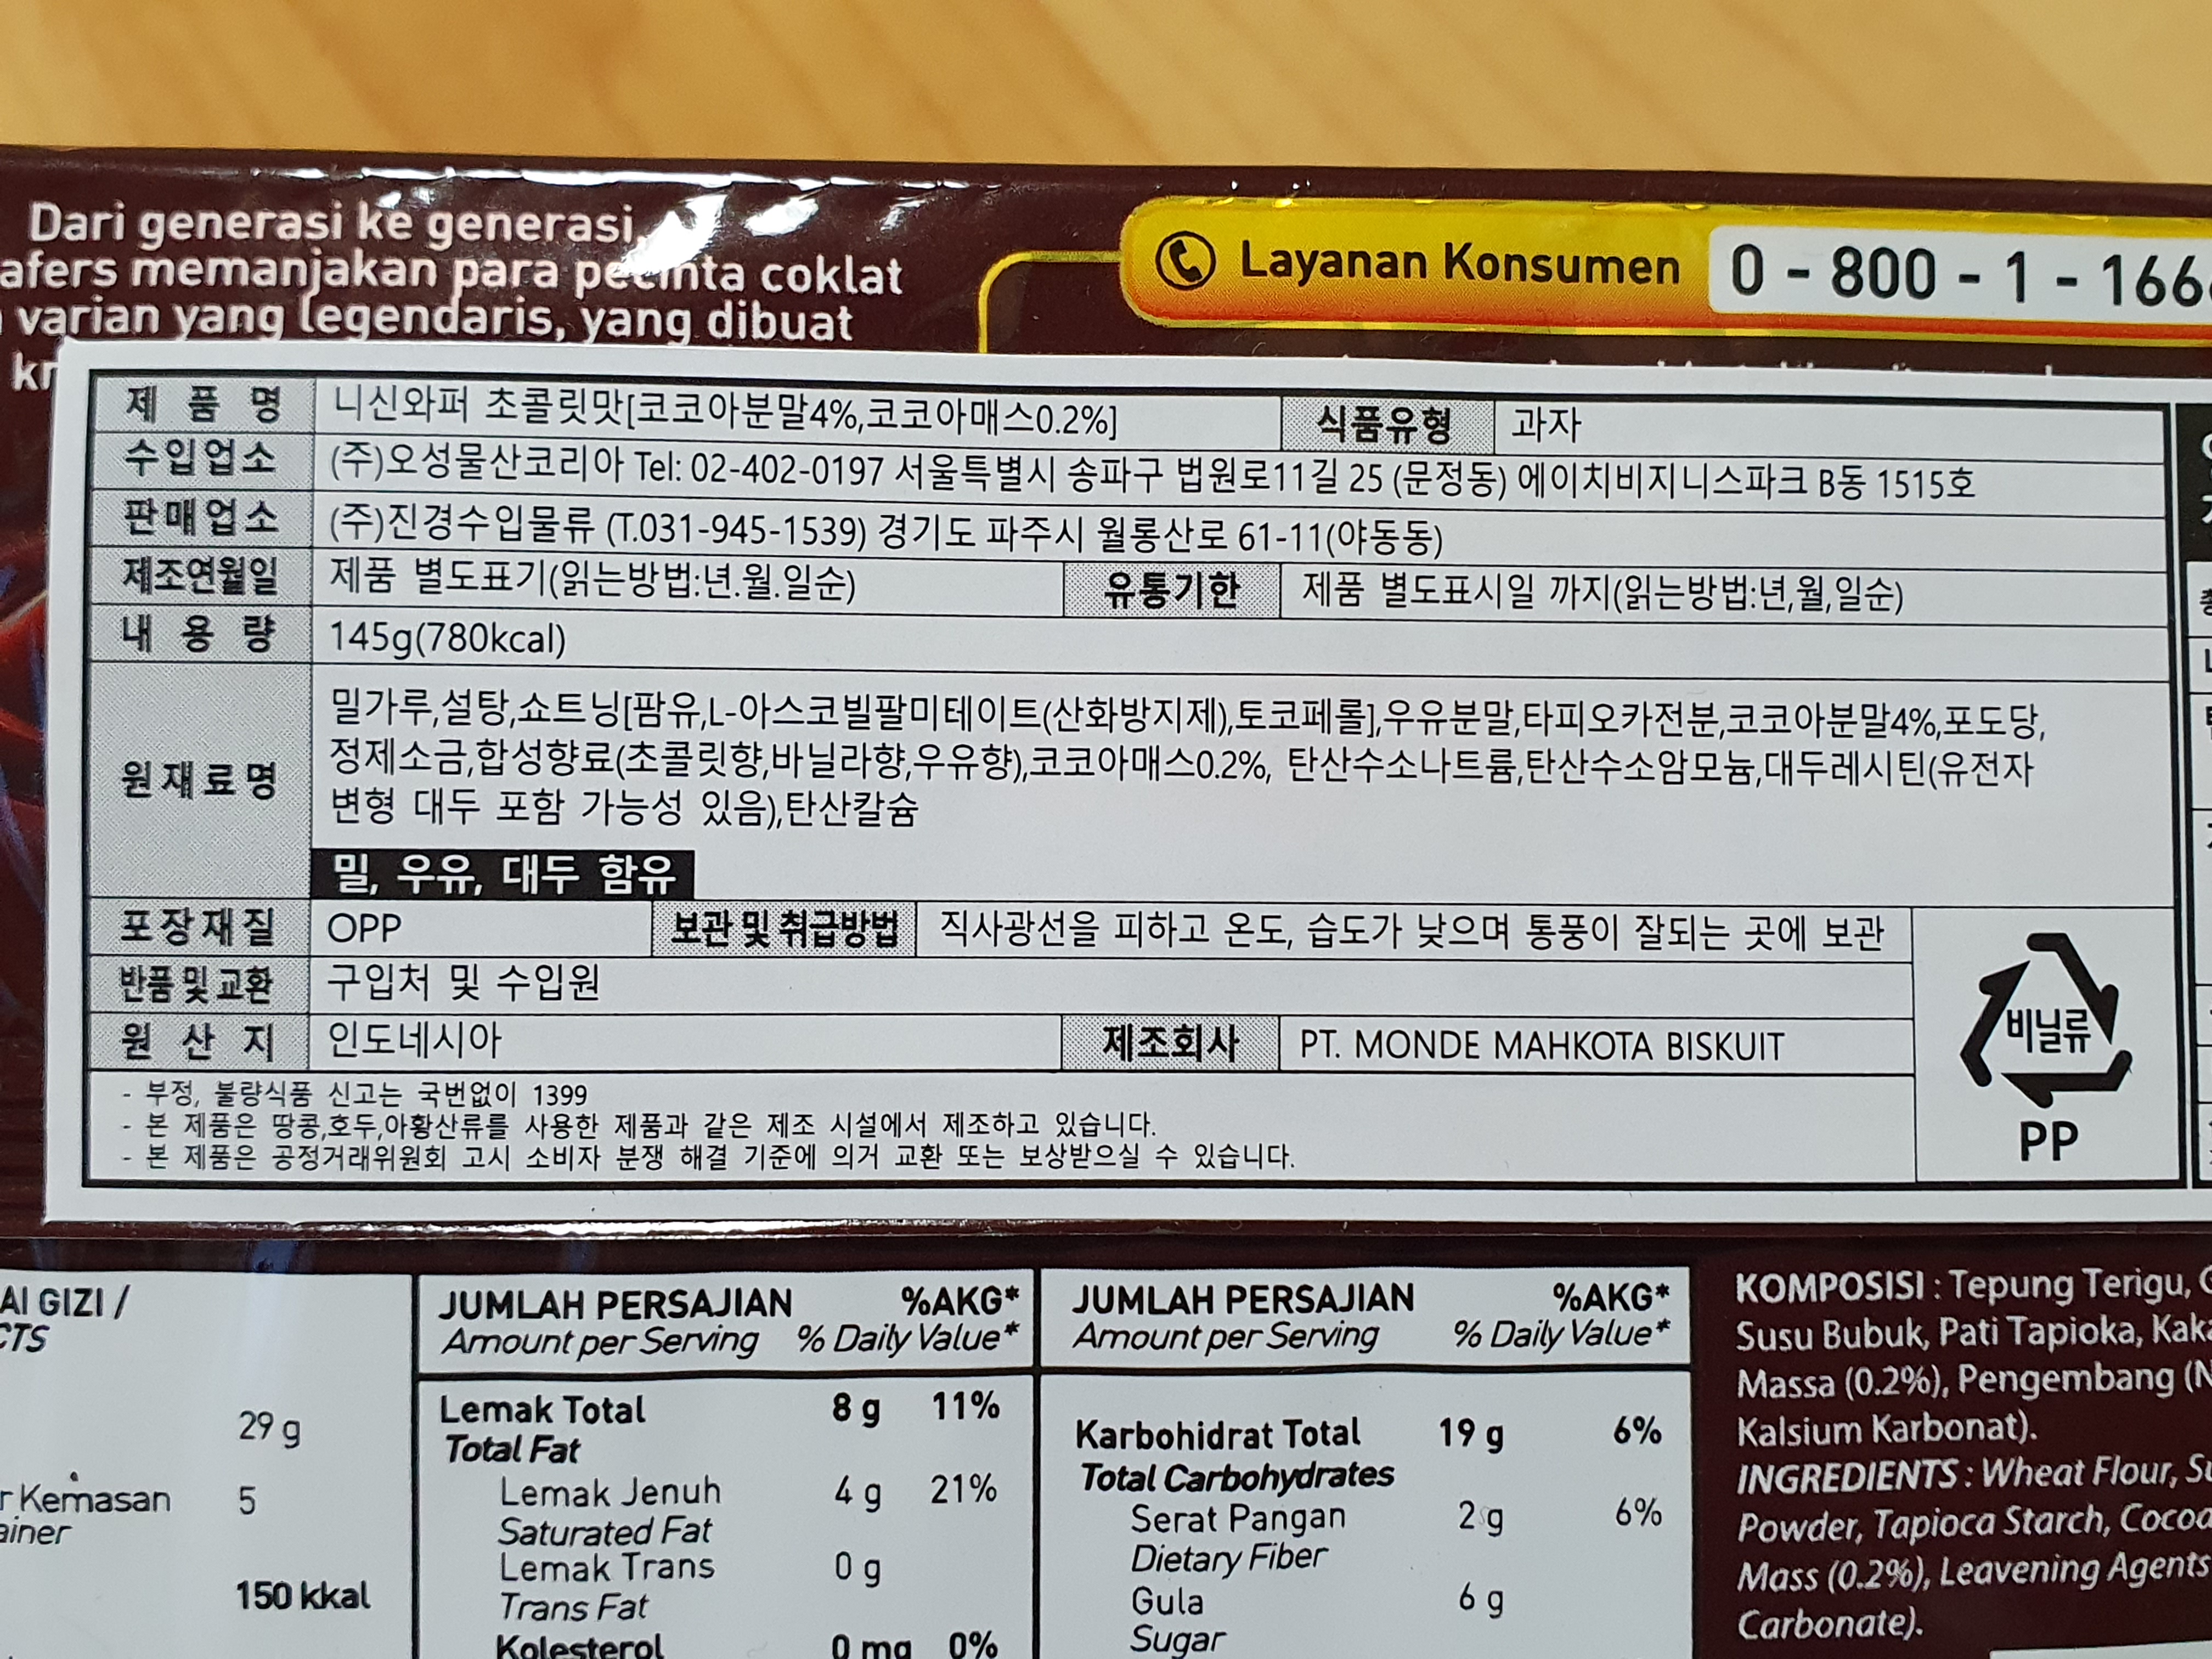 Dari generasi ke generasi,
afers memanjakan para pecinta coklat
varian yang legendaris, yang dibuat
Layanan Konsumen 0 - 800 - 1 - 166
제 품 명 니신와퍼 초콜릿맛[코코아분말4%,코코아매스0.2%] 식품유형 과자
수입업소 (주)오성물산코리아 Tel: 02-402-0197 서울특별시 송파구 법원로11길 25 (문정동) 에이치비지니스파크 B동 1515호
판매업소 (주)진경수입물류 (T.031-945-1539) 경기도 파주시 월롱산로 61-11(야동동)
제조연월일 제품 별도표기(읽는방법:년.월.일순) 유통기한 제품 별도표시일 까지(읽는방법:년,월,일순)
내 용 량 145g(780kcal)
원재료명 밀가루,설탕,쇼트닝[팜유,L-아스코빌팔미테이트(산화방지제),토코페롤],우유분말,타피오카전분,코코아분말4%,포도당,
정제소금,합성향료(초콜릿향,바닐라향,우유향),코코아매스0.2%, 탄산수소나트륨,탄산수소암모늄,대두레시틴(유전자
변형 대두 포함 가능성 있음),탄산칼슘
밀, 우유, 대두 함유
포장재질 OPP 보관 및 취급방법 직사광선을 피하고 온도, 습도가 낮으며 통풍이 잘되는 곳에 보관
반품 및 교환 구입처 및 수입원
원 산 지 인도네시아 제조회사 PT. MONDE MAHKOTA BISKUIT
비닐류
PP
- 부정, 불량식품 신고는 국번없이 1399
- 본 제품은 땅콩,호두,아황산류를 사용한 제품과 같은 제조 시설에서 제조하고 있습니다.
- 본 제품은 공정거래위원회 고시 소비자 분쟁 해결 기준에 의거 교환 또는 보상받으실 수 있습니다.
AI GIZI /
CTS
29 g
r Kemasan 5
ainer
150 kkal
JUMLAH PERSAJIAN %AKG*
Amount per Serving % Daily Value*
Lemak Total 8 g 11%
Total Fat
Lemak Jenuh 4 g 21%
Saturated Fat
Lemak Trans 0 g
Trans Fat
Kolesterol 0 mg 0%
JUMLAH PERSAJIAN %AKG*
Amount per Serving % Daily Value*
Karbohidrat Total 19 g 6%
Total Carbohydrates
Serat Pangan 2 g 6%
Dietary Fiber
Gula 6 g
Sugar
KOMPOSISI : Tepung Terigu,
Susu Bubuk, Pati Tapioka, Kaka
Massa (0.2%), Pengembang (N
Kalsium Karbonat).
INGREDIENTS : Wheat Flour, Su
Powder, Tapioca Starch, Cocoa
Mass (0.2%), Leavening Agents
Carbonate).